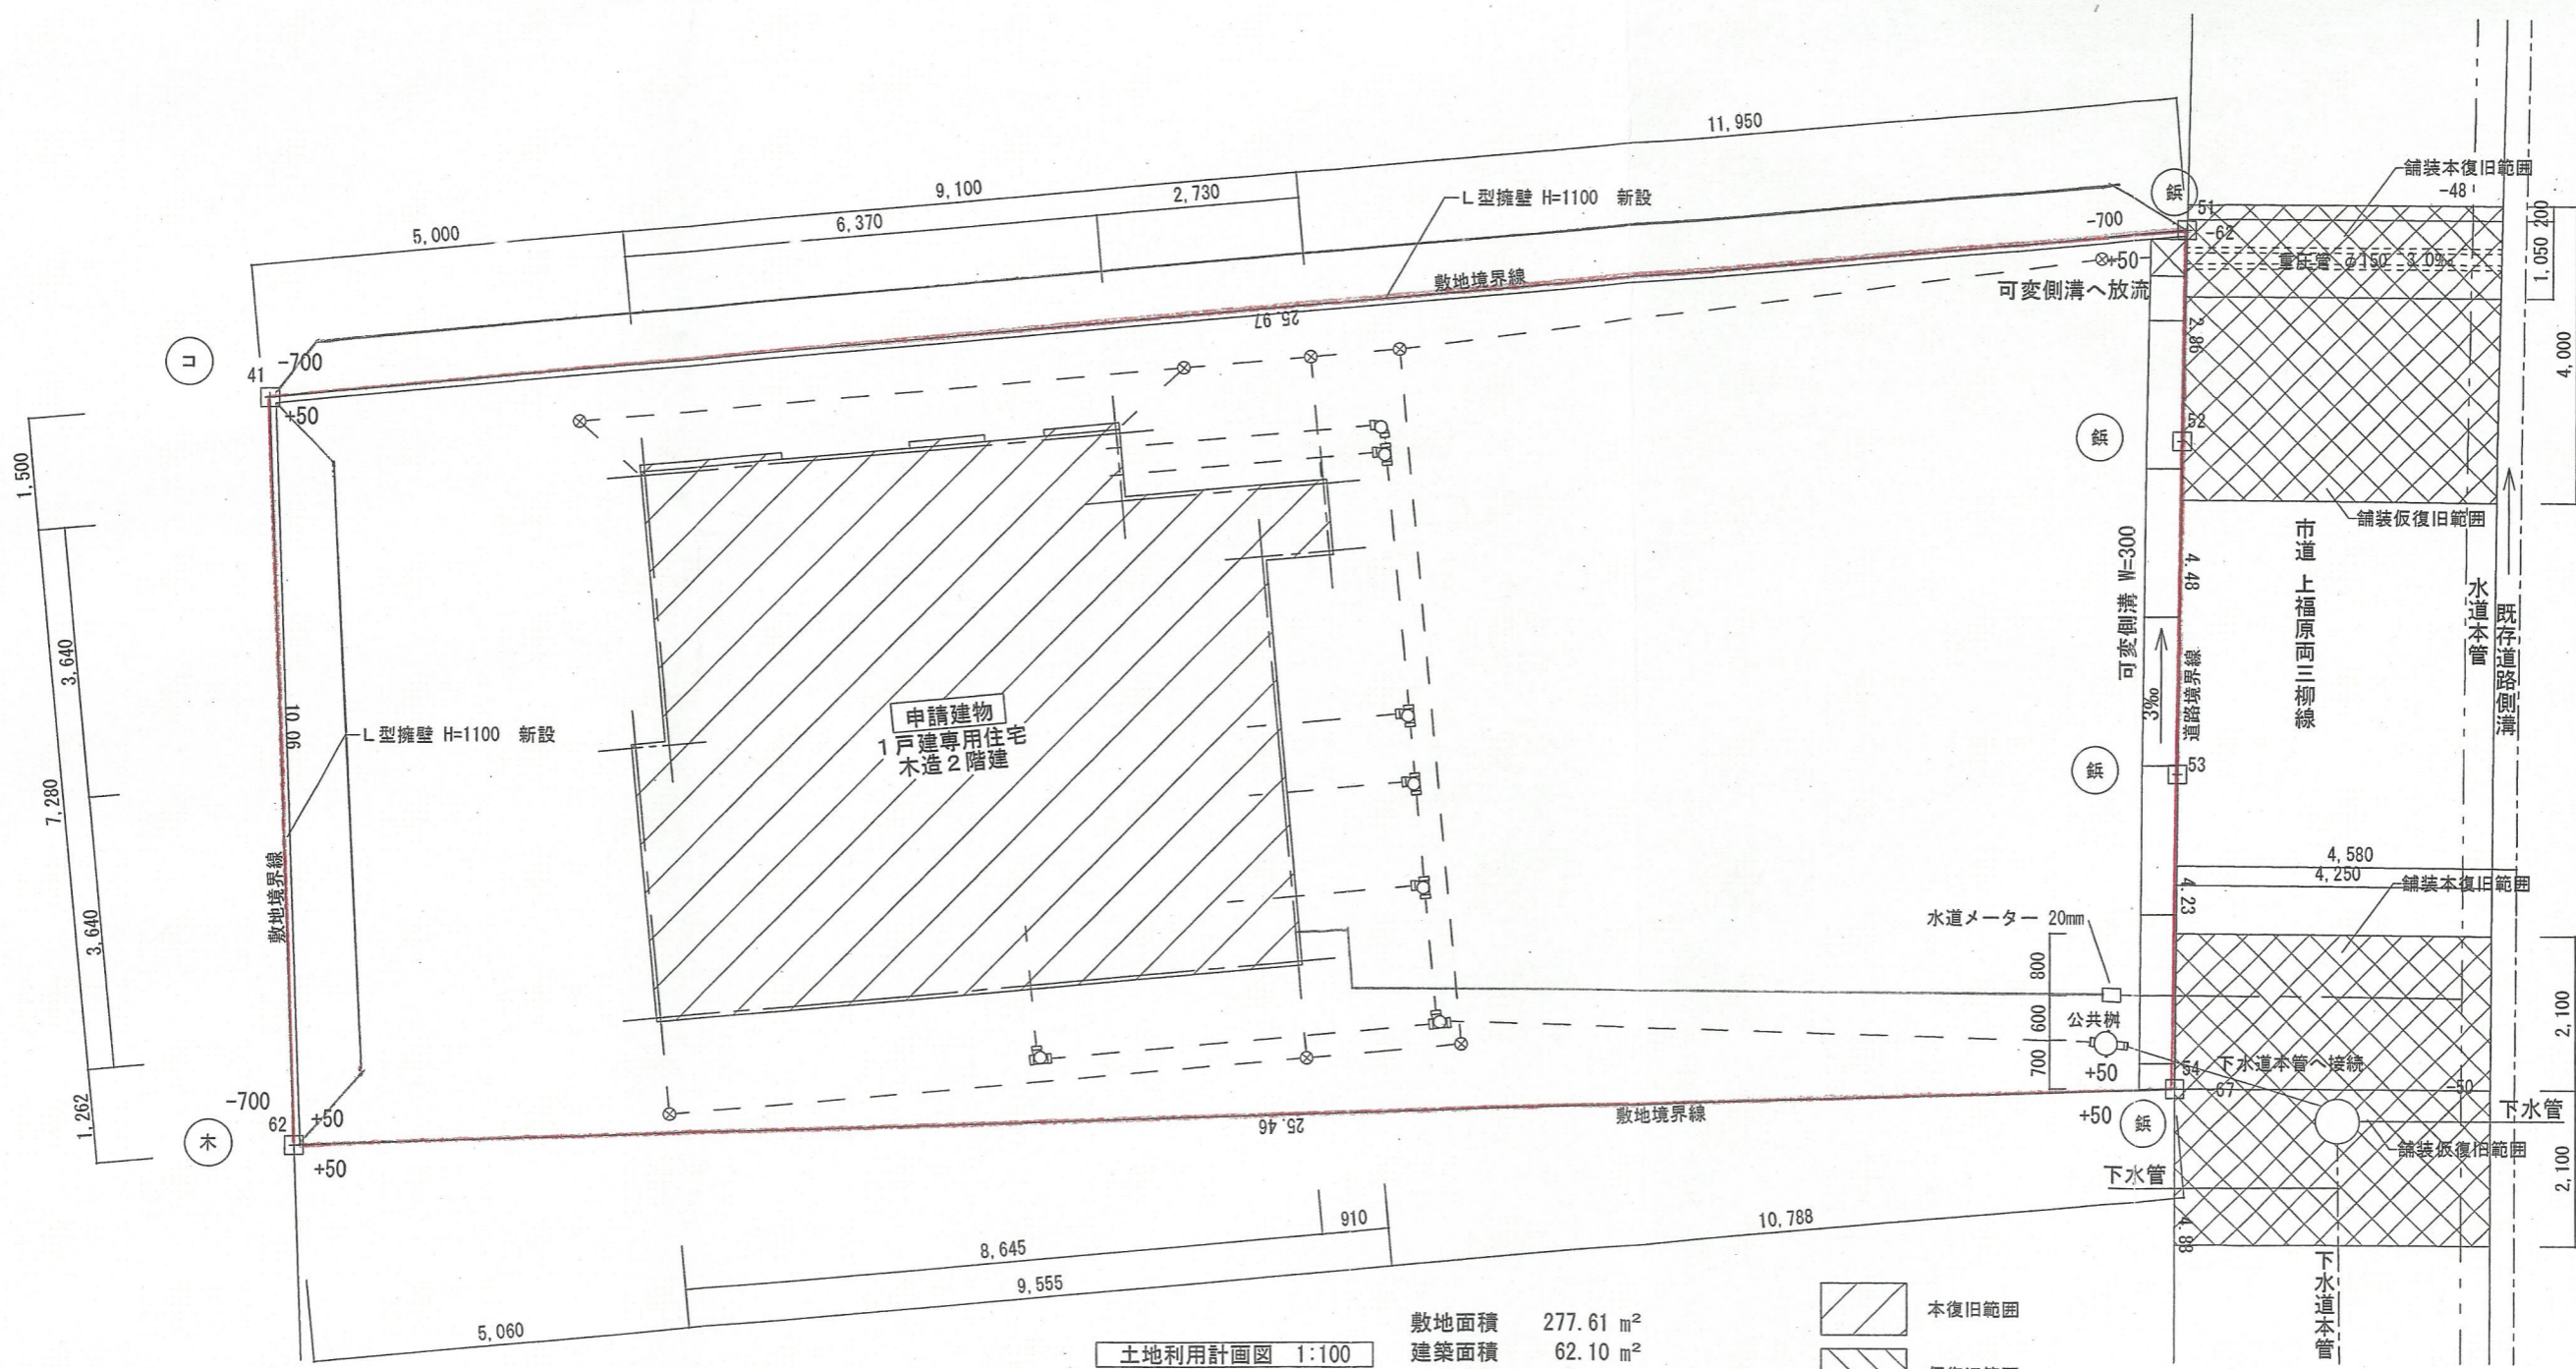 11,950
9,100
2,730
6,370
5,000
L型擁壁 H=1100 新設
鋲
舗装本復旧範囲
-48
51
-700
-62
200
1,050
敷地境界線
25.97
+50
重圧管 φ150 3.0‰
可変側溝へ放流
2.86
4,000
コ
41
-700
+50
52
鋲
舗装仮復旧範囲
1,500
3,640
7,280
3,640
1,262
10.06
L型擁壁 H=1100 新設
敷地境界線
申請建物
1戸建専用住宅
木造2階建
可変側溝 W=300
4.48
3‰
道路境界線
市道 上福原両三柳線
水道本管
既存道路側溝
鋲
53
4,580
4,250
舗装本復旧範囲
4.23
水道メーター 20mm
800
600
700
公共桝
+50
54
下水道本管へ接続
-67
-50
2,100
下水管
+50
鋲
舗装仮復旧範囲
2,100
下水管
4.88
下水道本管
-700
62
+50
木
+50
25.46
敷地境界線
910
10,788
8,645
9,555
5,060
土地利用計画図 1:100
敷地面積 277.61 m²
建築面積 62.10 m²
本復旧範囲